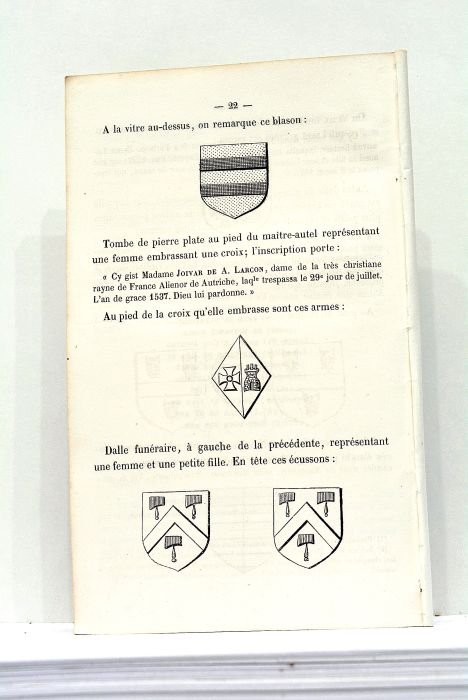 — 22 —
A la vitre au-dessus, on remarque ce blason :
Tombe de pierre plate au pied du maître-autel représentant
une femme embrassant une croix; l'inscription porte :
« Cy gist Madame JOIVAR DE A. LARCON, dame de la très christiane
rayne de France Alienor de Autriche, laqle trespassa le 29e jour de juillet.
L'an de grace 1537. Dieu lui pardonne. »
Au pied de la croix qu'elle embrasse sont ces armes :
Dalle funéraire, à gauche de la précédente, représentant
une femme et une petite fille. En tête ces écussons :